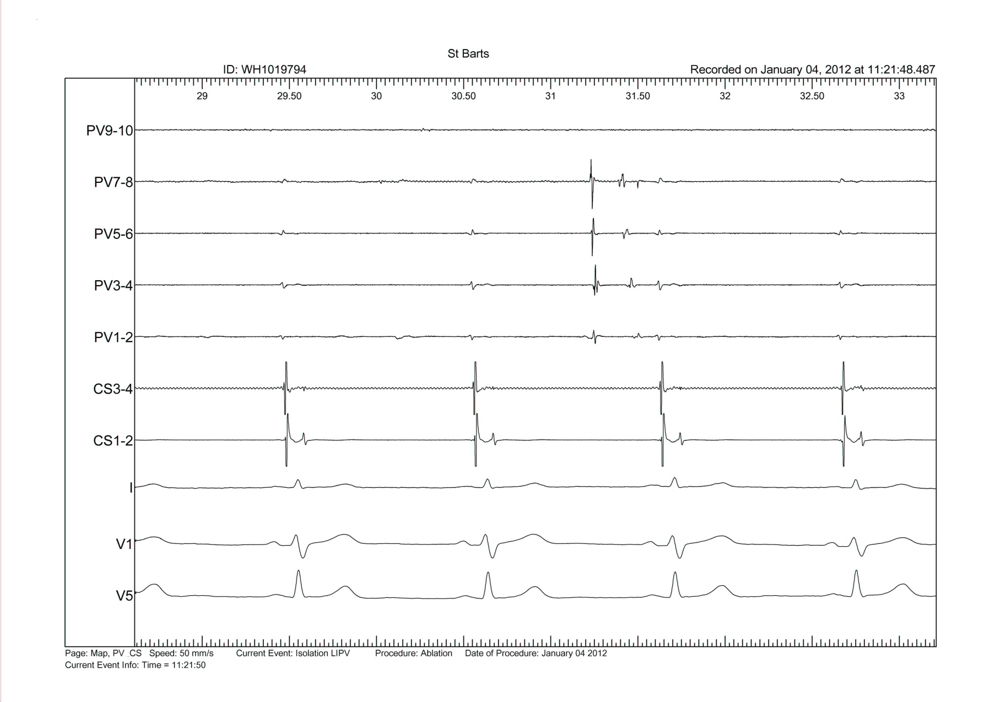 St Barts
ID: WH1019794 Recorded on January 04, 2012 at 11:21:48.487
29 29.50 30 30.50 31 31.50 32 32.50 33
PV9-10
PV7-8
PV5-6
PV3-4
PV1-2
CS3-4
CS1-2
I
V1
V5
Page: Map, PV_CS Speed: 50 mm/s Current Event: Isolation LIPV Procedure: Ablation Date of Procedure: January 04 2012
Current Event Info: Time = 11:21:50